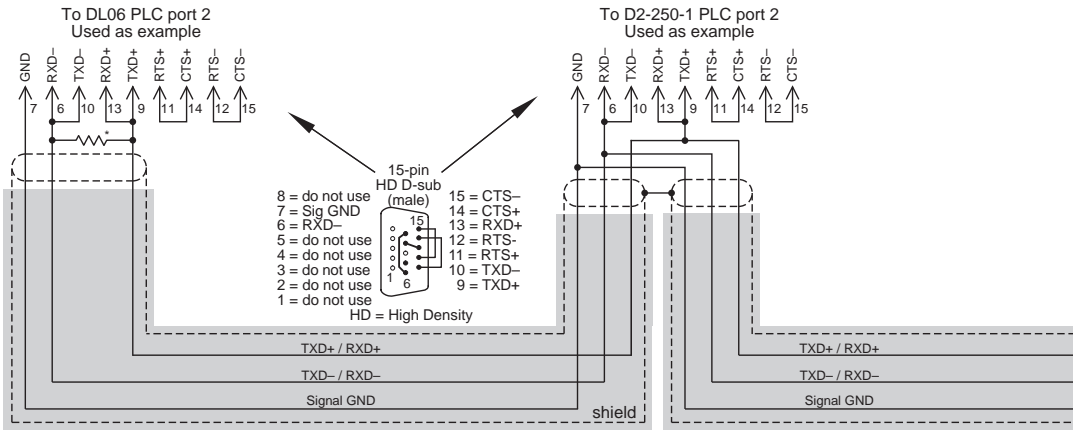 To DL06 PLC port 2
Used as example
GND RXD– TXD– RXD+ TXD+ RTS+ CTS+ RTS– CTS–
7 6 10 13 9 11 14 12 15
*
To D2-250-1 PLC port 2
Used as example
GND RXD– TXD– RXD+ TXD+ RTS+ CTS+ RTS– CTS–
7 6 10 13 9 11 14 12 15
15-pin
HD D-sub
(male)
8 = do not use
7 = Sig GND
6 = RXD–
5 = do not use
4 = do not use
3 = do not use
2 = do not use
1 = do not use
15
1 6
15 = CTS–
14 = CTS+
13 = RXD+
12 = RTS-
11 = RTS+
10 = TXD–
9 = TXD+
HD = High Density
TXD+ / RXD+
TXD– / RXD–
Signal GND
shield
TXD+ / RXD+
TXD– / RXD–
Signal GND